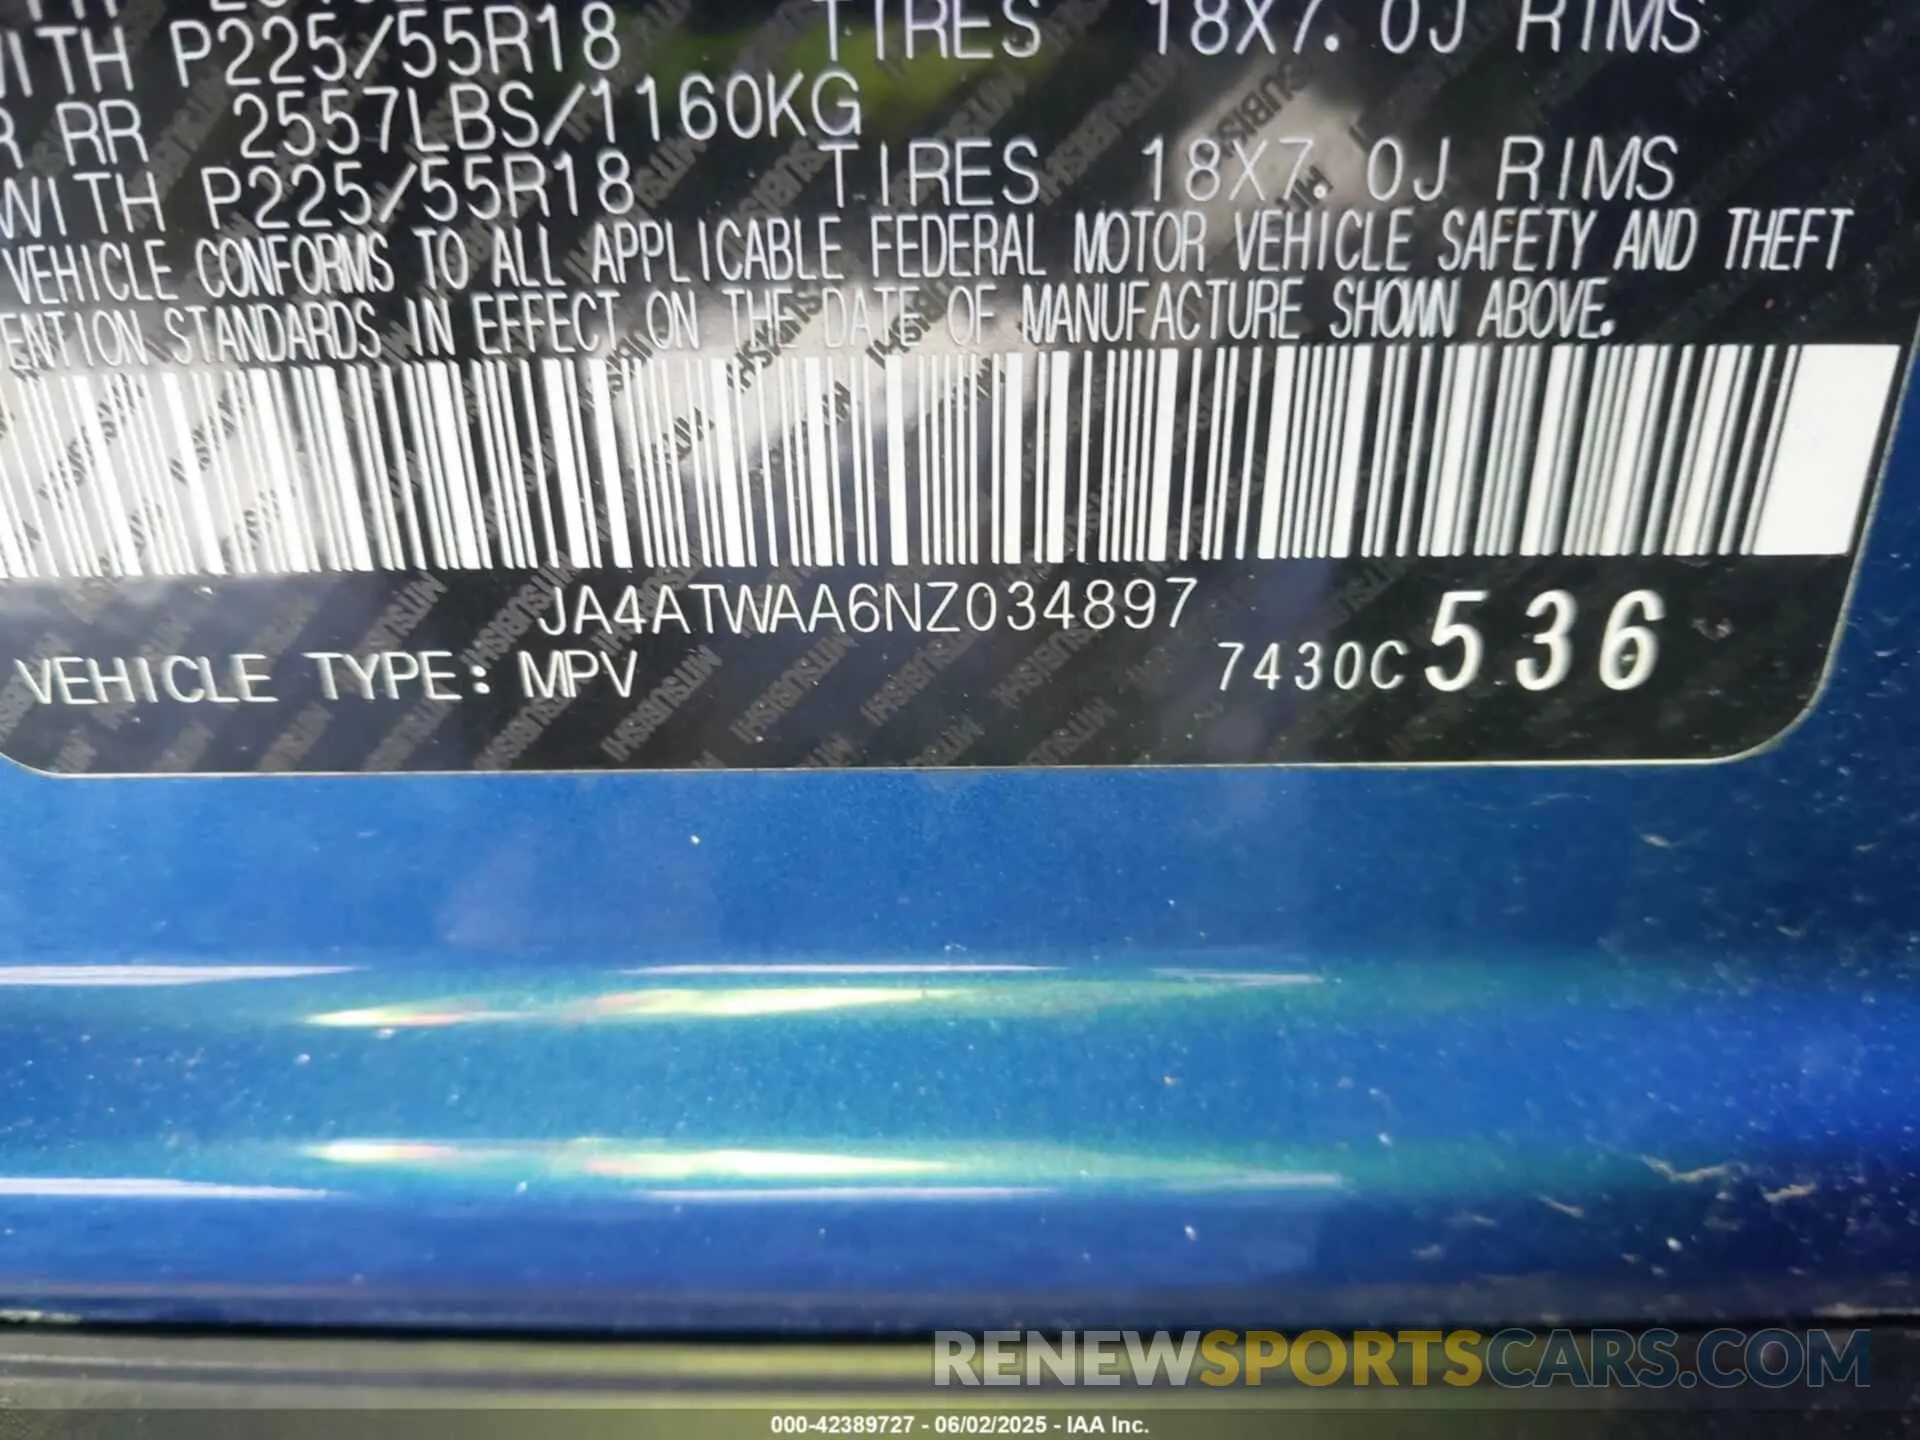 WITH P225/55R18 TIRES 18X7.0J RIMS
RR 2557LBS/1160KG
WITH P225/55R18 TIRES 18X7.0J RIMS
VEHICLE CONFORMS TO ALL APPLICABLE FEDERAL MOTOR VEHICLE SAFETY AND THEFT
ENTION STANDARDS IN EFFECT ON THE DATE OF MANUFACTURE SHOWN ABOVE.
JA4ATWAA6NZ034897
VEHICLE TYPE: MPV 7430C 536
RENEWSPORTSCARS.COM
000-42389727 - 06/02/2025 - IAA Inc.